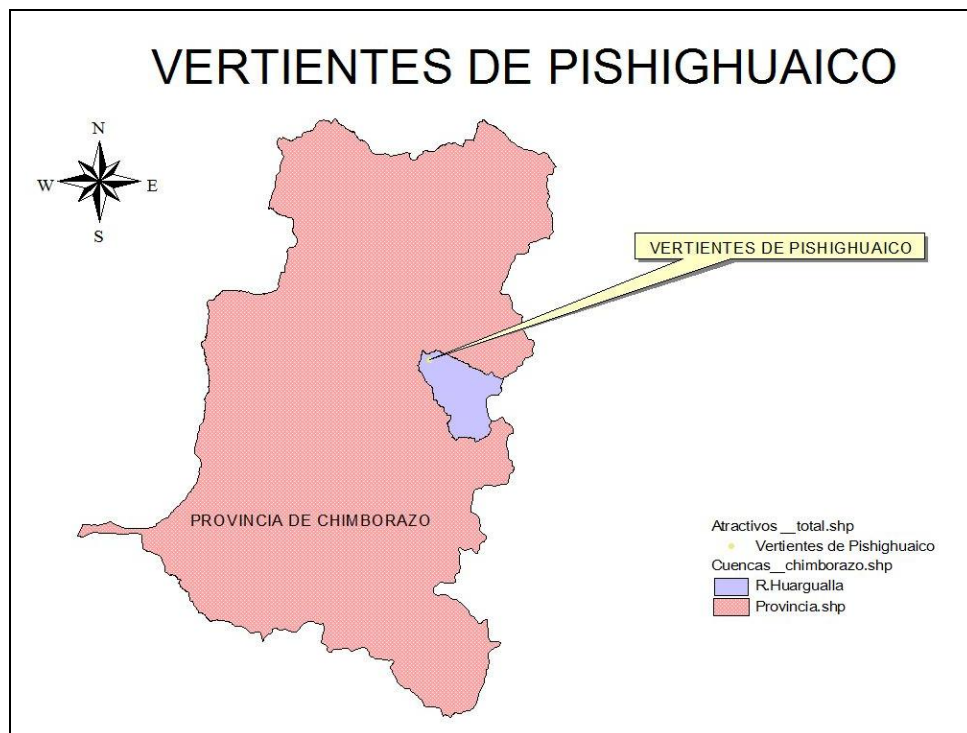 VERTIENTES DE PISHIGHUAICO
N
W
E
S
VERTIENTES DE PISHIGHUAICO
PROVINCIA DE CHIMBORAZO
Atractivos__total.shp
Vertientes de Pishighuaico
Cuencas__chimborazo.shp
R.Huargualla
Provincia.shp